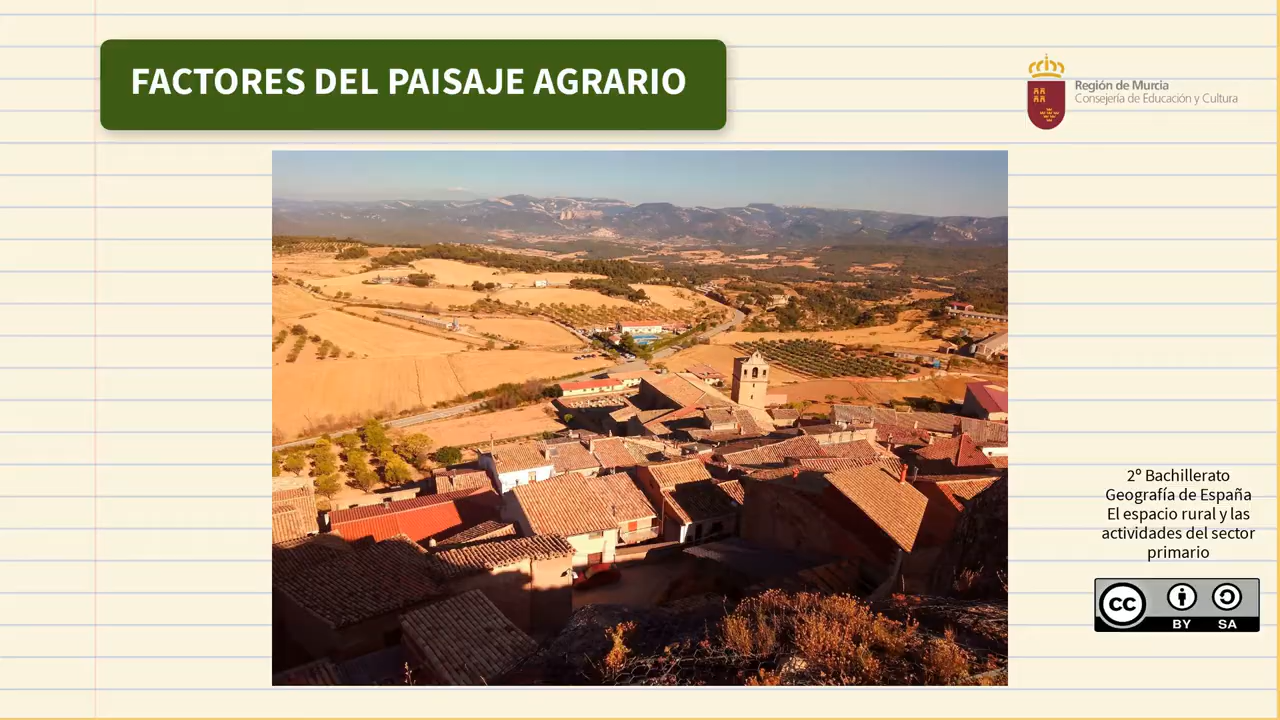 FACTORES DEL PAISAJE AGRARIO
Región de Murcia
Consejería de Educación y Cultura
2º Bachillerato
Geografía de España
El espacio rural y las
actividades del sector
primario
cc
BY SA